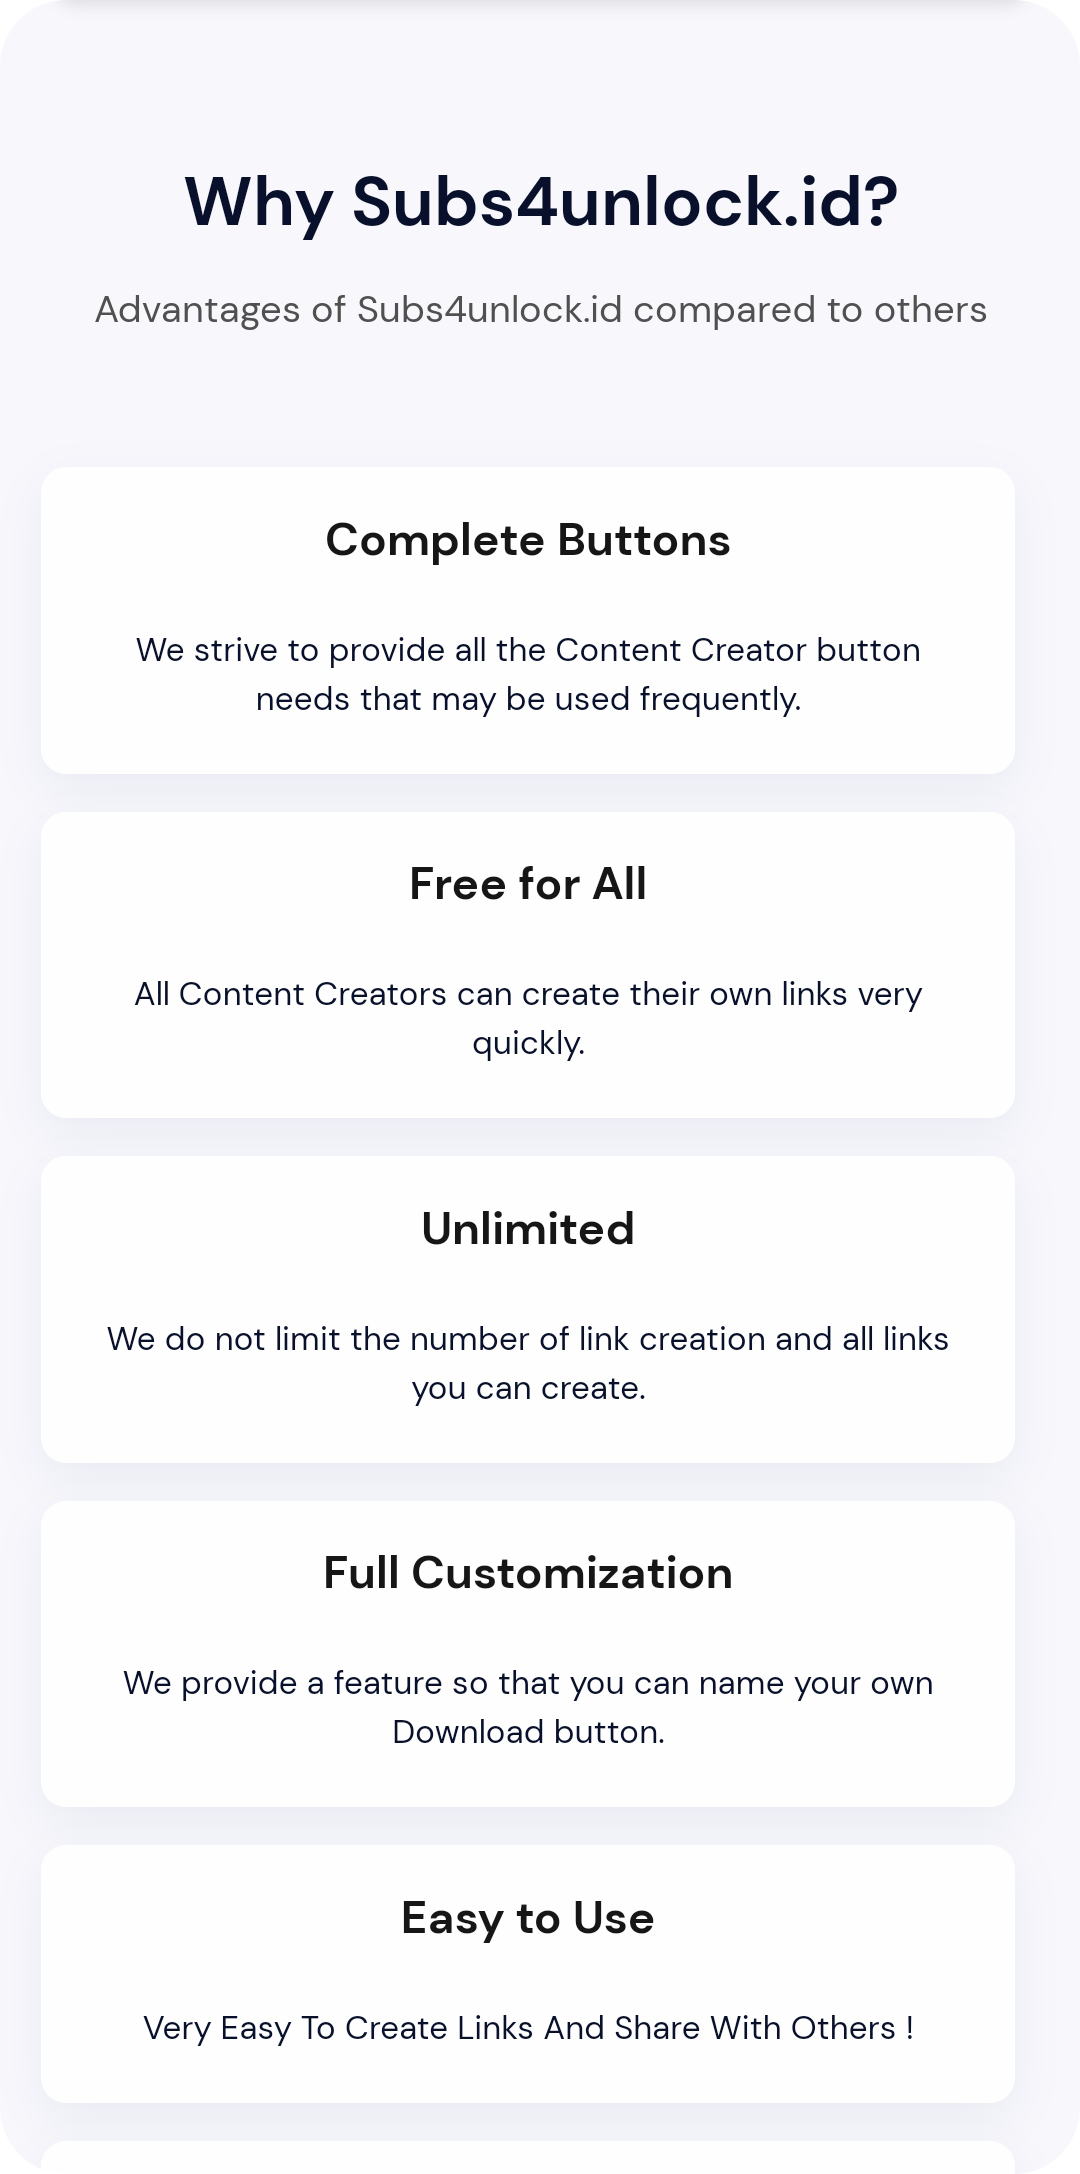 Why Subs4unlock.id?
Advantages of Subs4unlock.id compared to others
Complete Buttons
We strive to provide all the Content Creator button
needs that may be used frequently.
Free for All
All Content Creators can create their own links very
quickly.
Unlimited
We do not limit the number of link creation and all links
you can create.
Full Customization
We provide a feature so that you can name your own
Download button.
Easy to Use
Very Easy To Create Links And Share With Others !